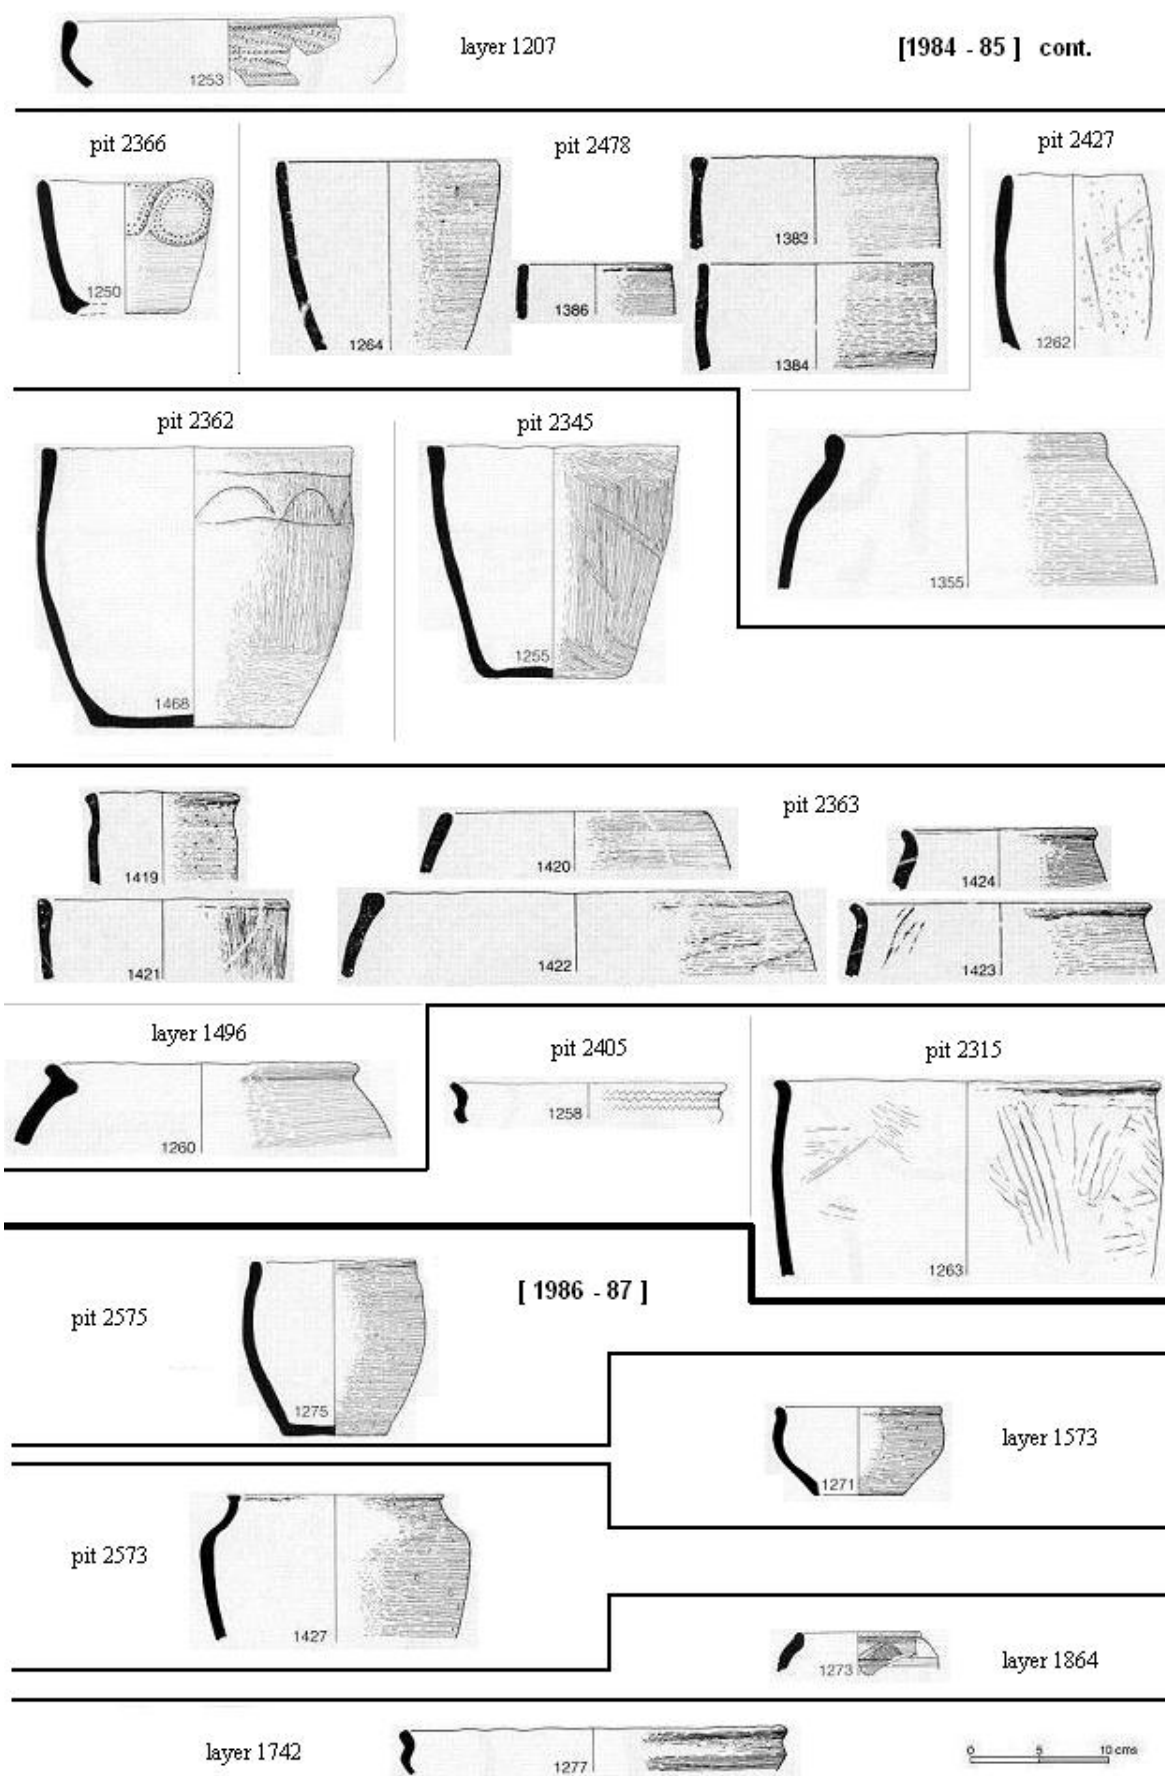 layer 1207
[1984 - 85 ] cont.
1253
pit 2366
pit 2478
pit 2427
1250
1264
1386
1383
1384
1262
pit 2362
pit 2345
1468
1255
1355
pit 2363
1419
1420
1424
1421
1422
1423
layer 1496
pit 2405
pit 2315
1260
1258
1263
pit 2575
[ 1986 - 87 ]
1275
layer 1573
1271
pit 2573
1427
layer 1864
1273
layer 1742
1277
0 5 10 cms